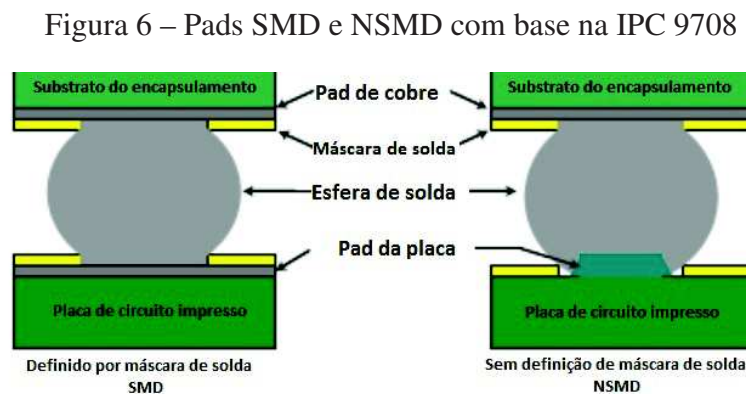 Figura 6 – Pads SMD e NSMD com base na IPC 9708
Substrato do encapsulamento
Pad de cobre
Substrato do encapsulamento
Máscara de solda
Esfera de solda
Pad da placa
Placa de circuito impresso
Placa de circuito impresso
Definido por máscara de solda
SMD
Sem definição de máscara de solda
NSMD